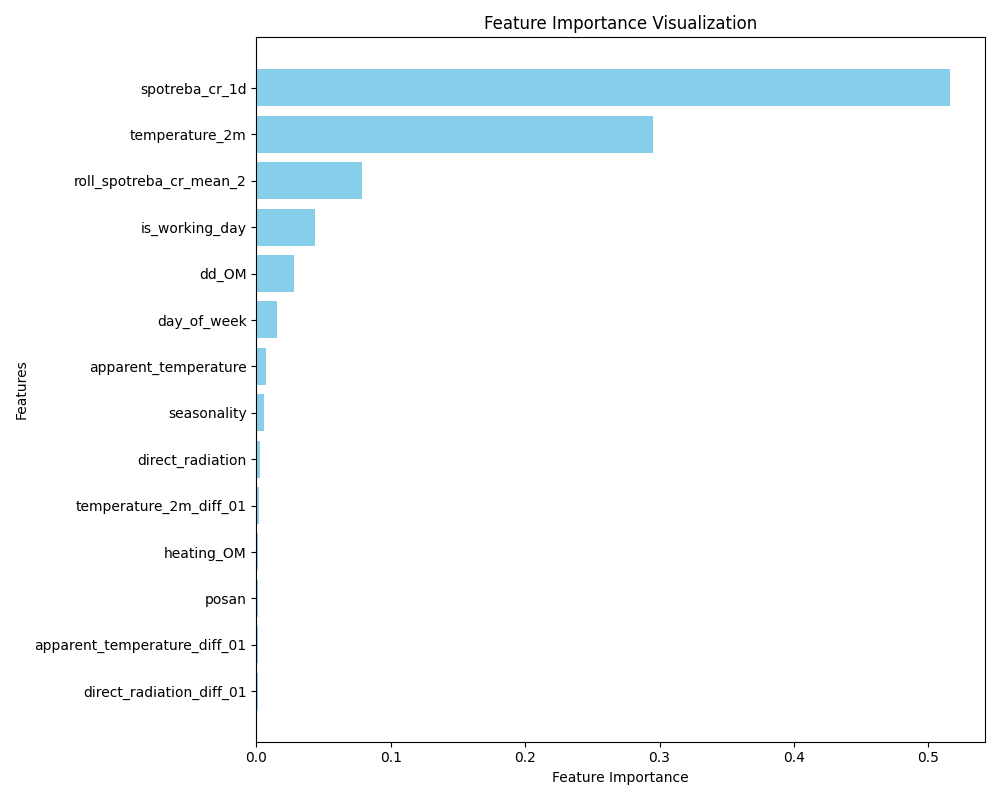 Feature Importance Visualization
spotreba_cr_1d
temperature_2m
roll_spotreba_cr_mean_2
is_working_day
dd_OM
day_of_week
apparent_temperature
seasonality
direct_radiation
temperature_2m_diff_01
heating_OM
posan
apparent_temperature_diff_01
direct_radiation_diff_01
Features
0.0 0.1 0.2 0.3 0.4 0.5
Feature Importance